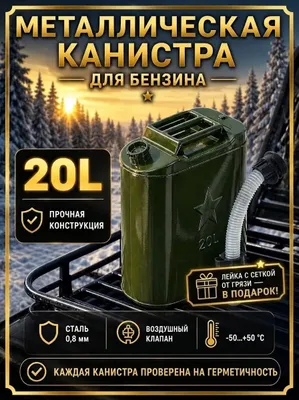 МЕТАЛЛИЧЕСКАЯ
КАНИСТРА
ДЛЯ БЕНЗИНА
20L
ПРОЧНАЯ
КОНСТРУКЦИЯ
20L
ЛЕЙКА С СЕТКОЙ
ОТ ГРЯЗИ —
В ПОДАРОК!
СТАЛЬ
0,8 мм
ВОЗДУШНЫЙ
КЛАПАН
-50...+50 °C
КАЖДАЯ КАНИСТРА ПРОВЕРЕНА НА ГЕРМЕТИЧНОСТЬ